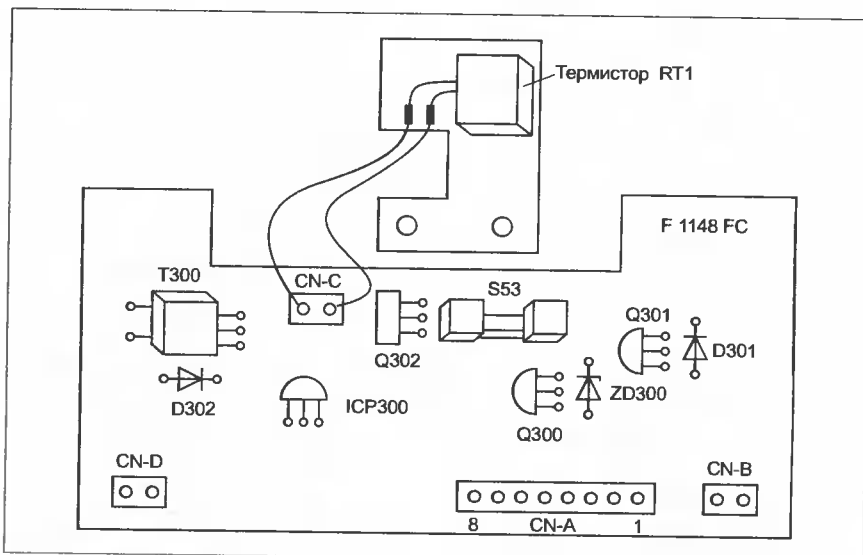 Термистор RT1
F 1148 FC
T300
CN-C
S53
Q301
Q302
D301
D302
ICP300
ZD300
Q300
CN-D
CN-B
8 CN-A 1